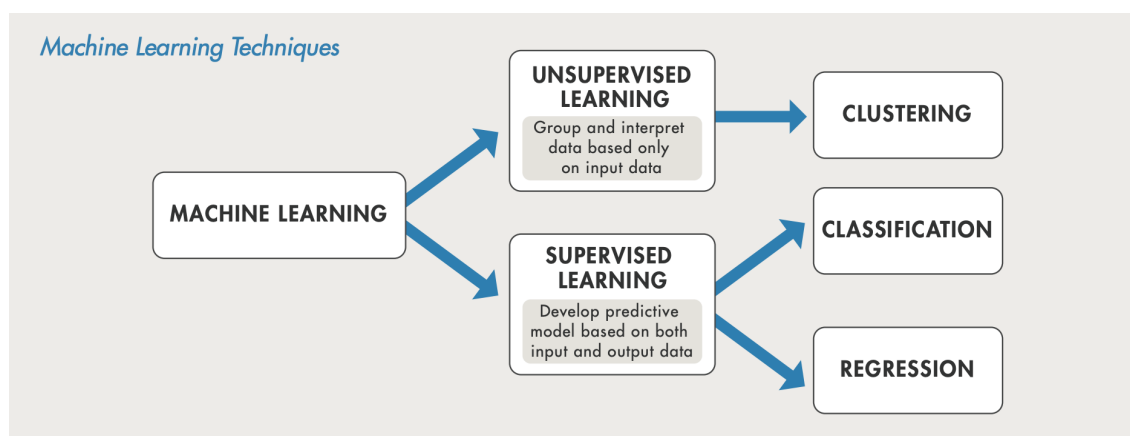 Machine Learning Techniques
MACHINE LEARNING
UNSUPERVISED
LEARNING
Group and interpret
data based only
on input data
CLUSTERING
SUPERVISED
LEARNING
Develop predictive
model based on both
input and output data
CLASSIFICATION
REGRESSION